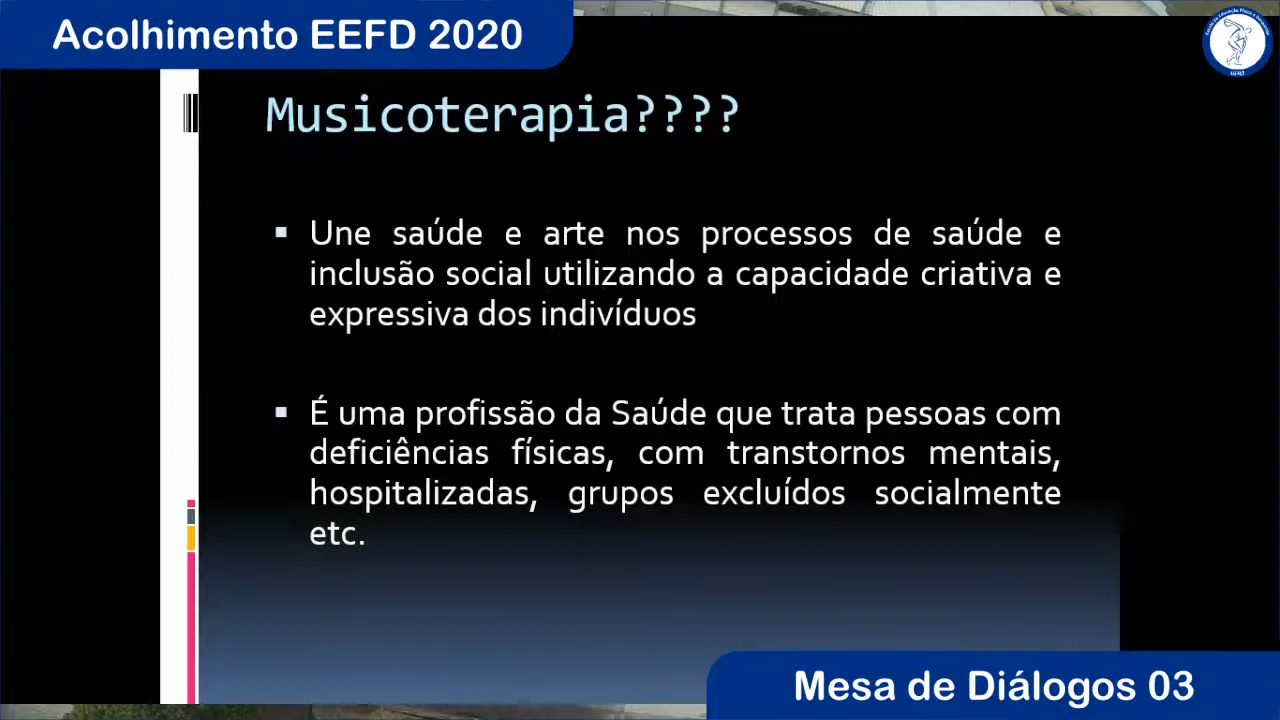 Acolhimento EEFD 2020
Musicoterapia????
▪ Une saúde e arte nos processos de saúde e
inclusão social utilizando a capacidade criativa e
expressiva dos indivíduos
▪ É uma profissão da Saúde que trata pessoas com
deficiências físicas, com transtornos mentais,
hospitalizadas, grupos excluídos socialmente
etc.
Mesa de Diálogos 03